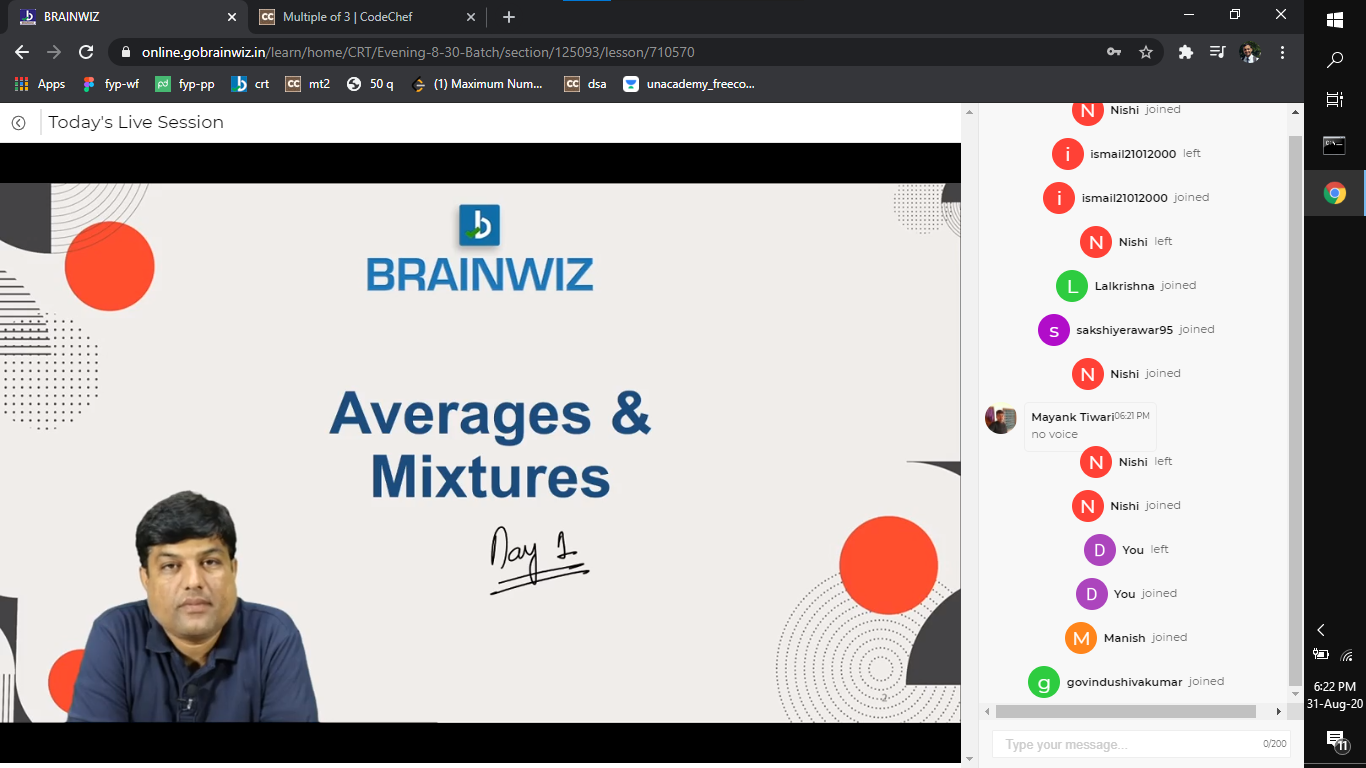 BRAINWIZ
Multiple of 3 | CodeChef
online.gobrainwiz.in/learn/home/CRT/Evening-8-30-Batch/section/125093/lesson/710570
Apps
fyp-wf
fyp-pp
crt
mt2
50 q
(1) Maximum Num...
dsa
unacademy_freeco...
Today's Live Session
BRAINWIZ
Averages &
Mixtures
Day 1
2
N Nishi joined
i ismail21012000 left
i ismail21012000 joined
N Nishi left
L Lalkrishna joined
s sakshiyerawar95 joined
N Nishi joined
Mayank Tiwari 06:21 PM
no voice
N Nishi left
N Nishi joined
D You left
D You joined
M Manish joined
g govindushivakumar joined
Type your message... 0/200
6:22 PM
31-Aug-20
11